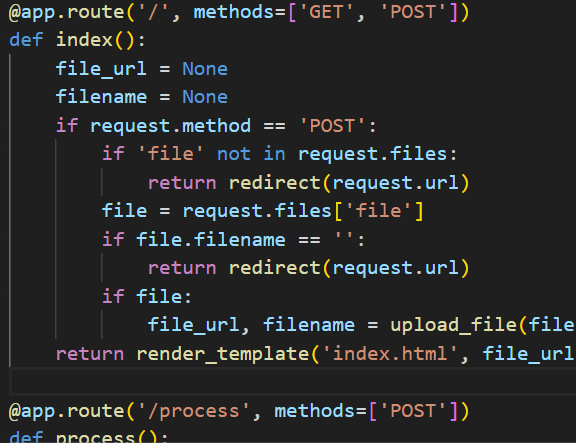 @app.route('/', methods=['GET', 'POST'])
def index():
    file_url = None
    filename = None
    if request.method == 'POST':
        if 'file' not in request.files:
            return redirect(request.url)
        file = request.files['file']
        if file.filename == '':
            return redirect(request.url)
        if file:
            file_url, filename = upload_file(file
    return render_template('index.html', file_url
@app.route('/process', methods=['POST'])
def process():